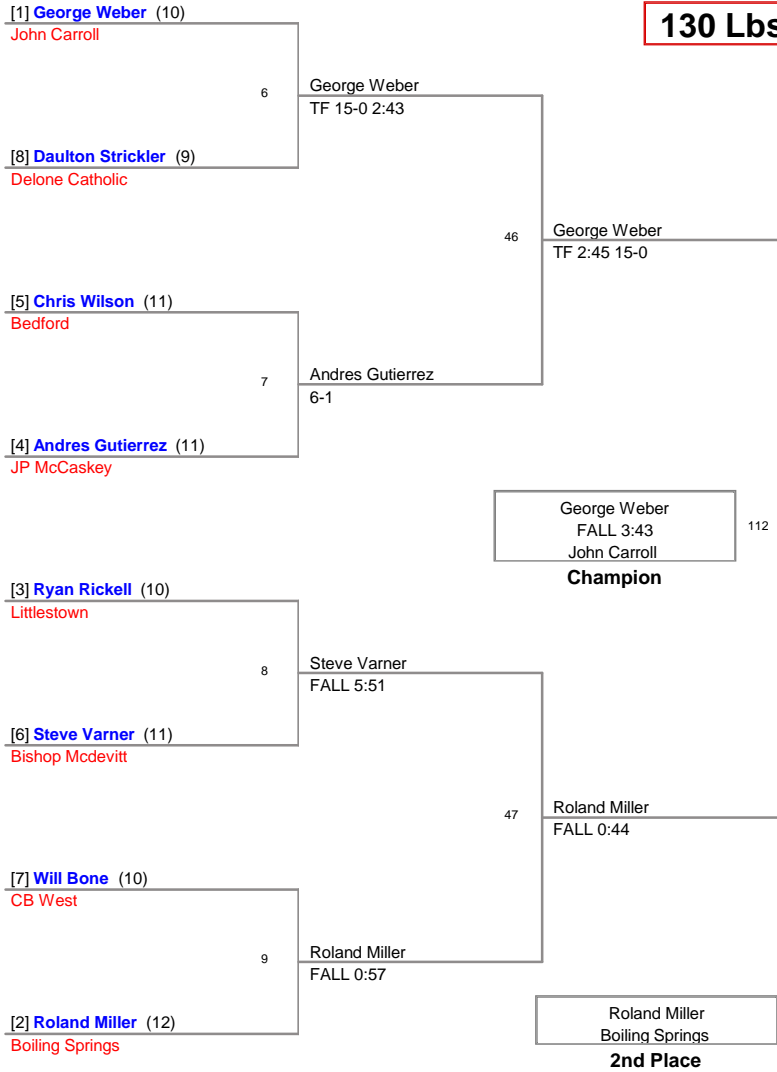 [1] George Weber (10)
John Carroll
130 Lbs
6
George Weber
TF 15-0 2:43
[8] Daulton Strickler (9)
Delone Catholic
46
George Weber
TF 2:45 15-0
[5] Chris Wilson (11)
Bedford
7
Andres Gutierrez
6-1
[4] Andres Gutierrez (11)
JP McCaskey
George Weber
FALL 3:43
John Carroll
112
Champion
[3] Ryan Rickell (10)
Littlestown
8
Steve Varner
FALL 5:51
[6] Steve Varner (11)
Bishop Mcdevitt
47
Roland Miller
FALL 0:44
[7] Will Bone (10)
CB West
9
Roland Miller
FALL 0:57
[2] Roland Miller (12)
Boiling Springs
Roland Miller
Boiling Springs
2nd Place